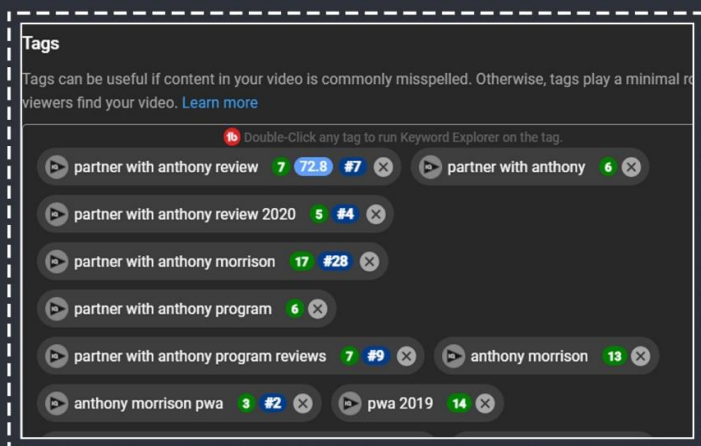 Tags
Tags can be useful if content in your video is commonly misspelled. Otherwise, tags play a minimal
viewers find your video. Learn more
tb Double-Click any tag to run Keyword Explorer on the tag.
partner with anthony review 7 72.8 #7 partner with anthony 6
partner with anthony review 2020 5 #4
partner with anthony morrison 17 #28
partner with anthony program 6
partner with anthony program reviews 7 #9 anthony morrison 13
anthony morrison pwa 3 #2 pwa 2019 14